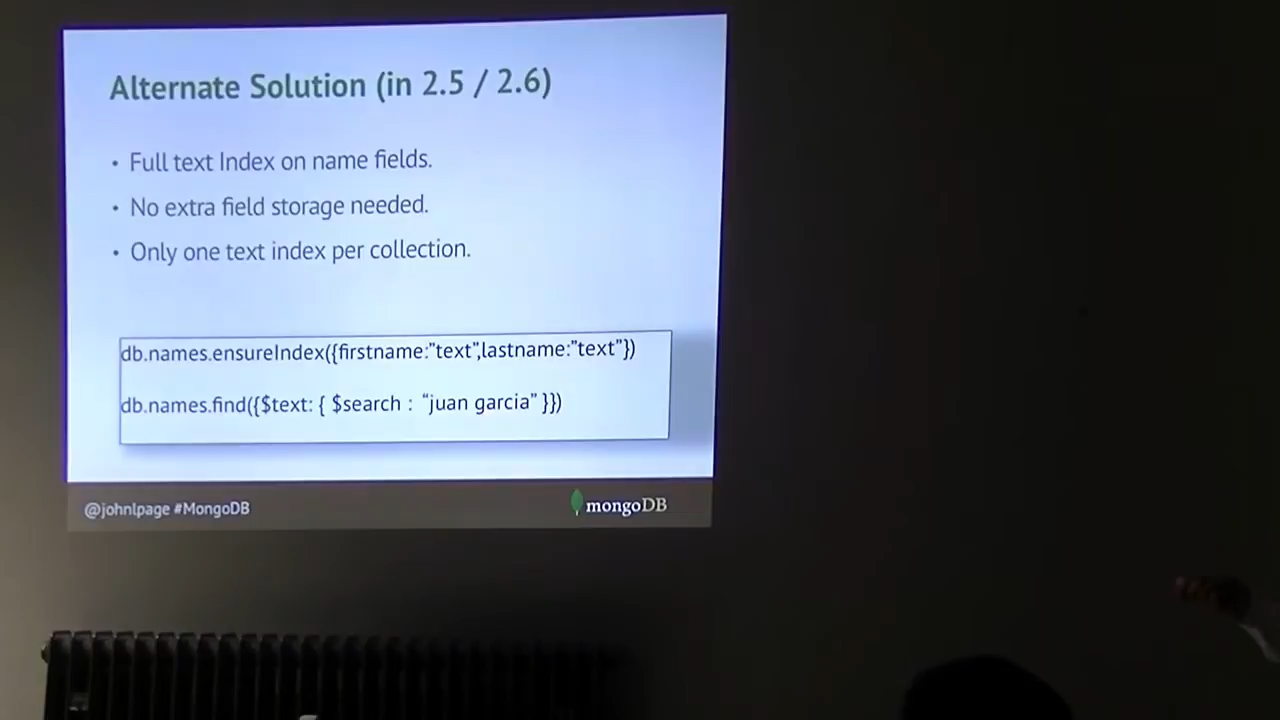 Alternate Solution (in 2.5 / 2.6)
• Full text Index on name fields.
• No extra field storage needed.
• Only one text index per collection.
db.names.ensureIndex({firstname:"text",lastname:"text"})
db.names.find({$text: { $search : “juan garcia” }})
@johnlpage #MongoDB
mongoDB